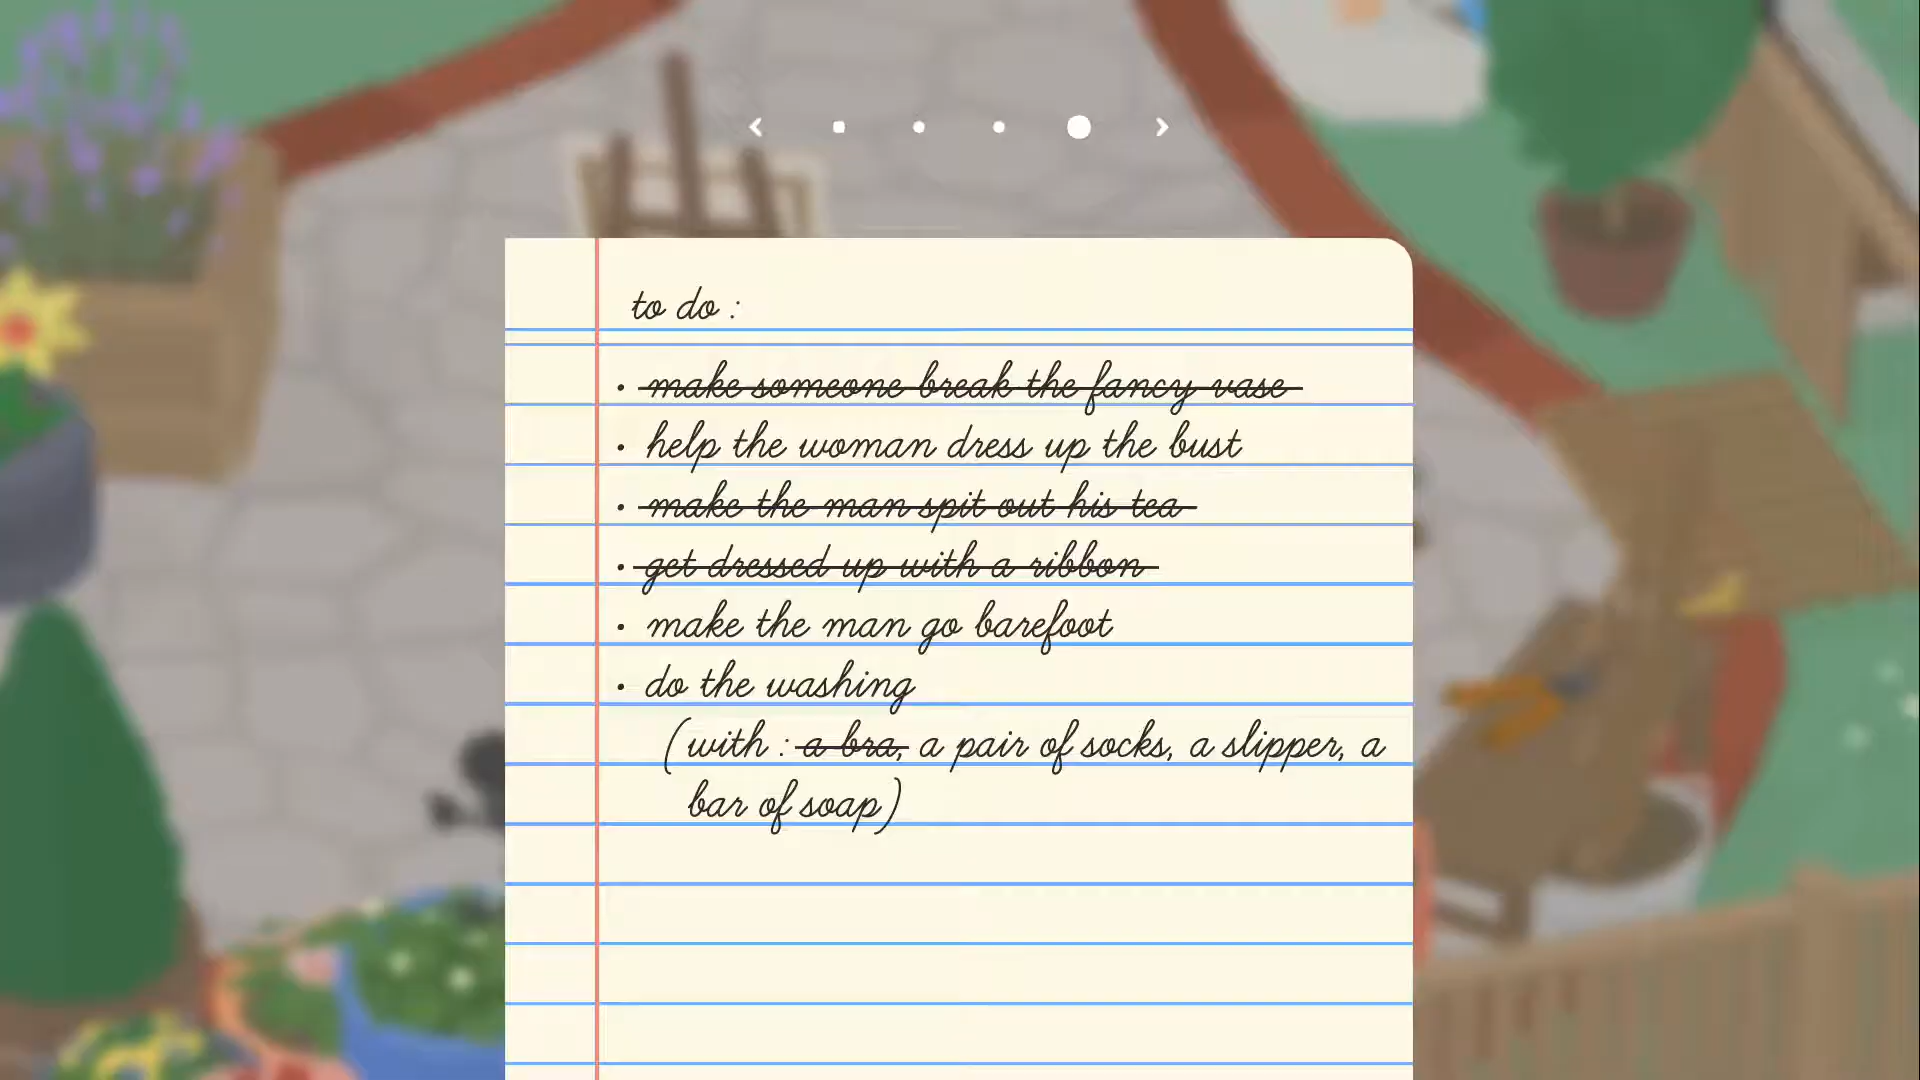 to do :
• make someone break the fancy vase
• help the woman dress up the bust
• make the man spit out his tea
• get dressed up with a ribbon
• make the man go barefoot
• do the washing
(with : a bra, a pair of socks, a slipper, a
bar of soap)